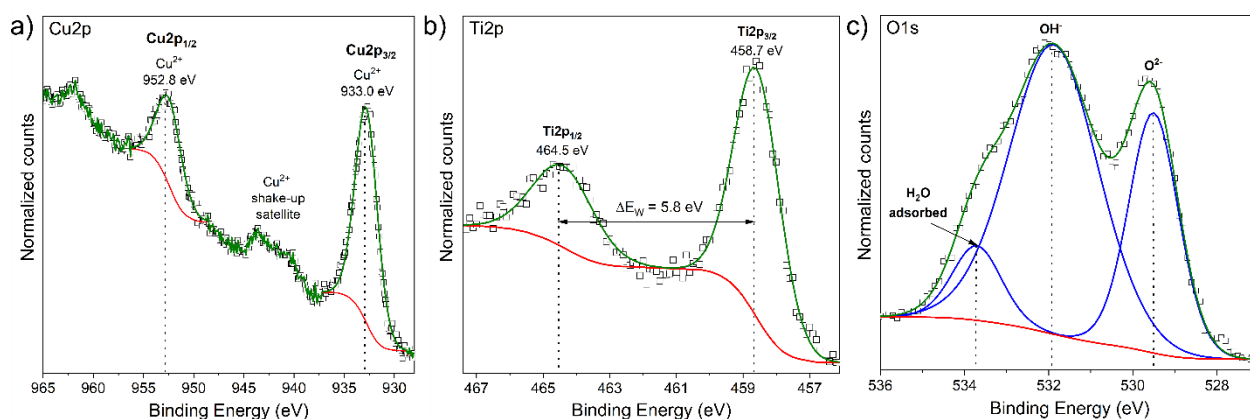 a)
Cu2p
Cu2p1/2
Cu2+
952.8 eV
Cu2p3/2
Cu2+
933.0 eV
Cu2+
shake-up
satellite
Normalized counts
965 960 955 950 945 940 935 930
Binding Energy (eV)
b)
Ti2p
Ti2p3/2
458.7 eV
Ti2p1/2
464.5 eV
ΔEW = 5.8 eV
Normalized counts
467 465 463 461 459 457
Binding Energy (eV)
c)
O1s
OH-
O2-
H2O
adsorbed
Normalized counts
536 534 532 530 528
Binding Energy (eV)